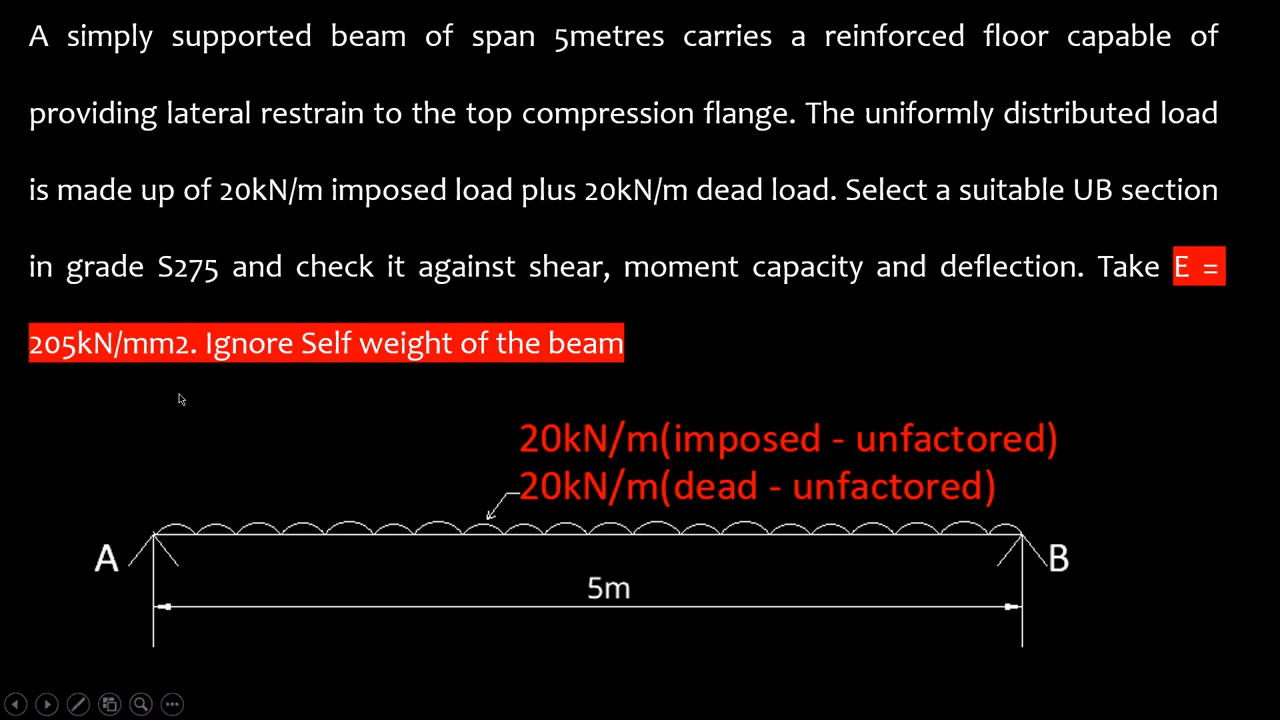 A simply supported beam of span 5metres carries a reinforced floor capable of
providing lateral restrain to the top compression flange. The uniformly distributed load
is made up of 20kN/m imposed load plus 20kN/m dead load. Select a suitable UB section
in grade S275 and check it against shear, moment capacity and deflection. Take E =
205kN/mm2. Ignore Self weight of the beam
20kN/m(imposed - unfactored)
20kN/m(dead - unfactored)
A
B
5m